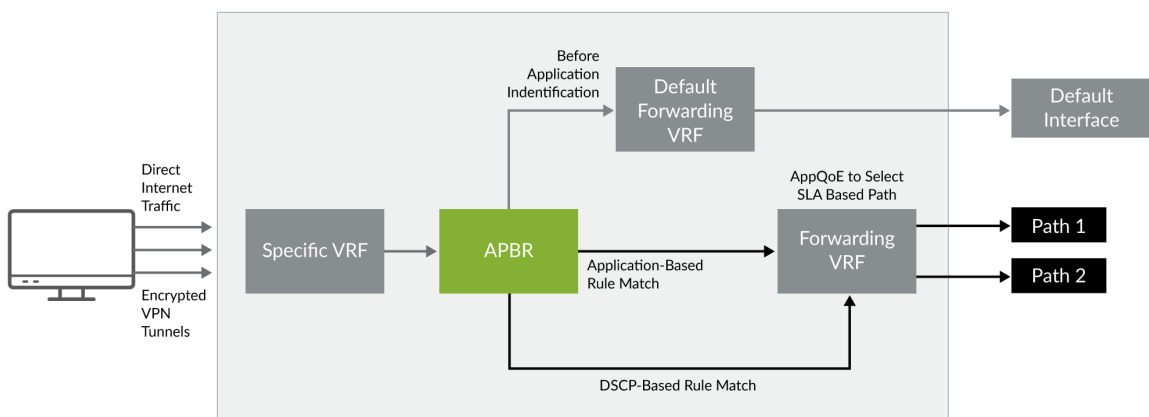 Before
Application
Indentification
Default
Forwarding
VRF
Default
Interface
Direct
Internet
Traffic
AppQoE to Select
SLA Based Path
Specific VRF
APBR
Application-Based
Rule Match
Forwarding
VRF
Path 1
Path 2
Encrypted
VPN
Tunnels
DSCP-Based Rule Match